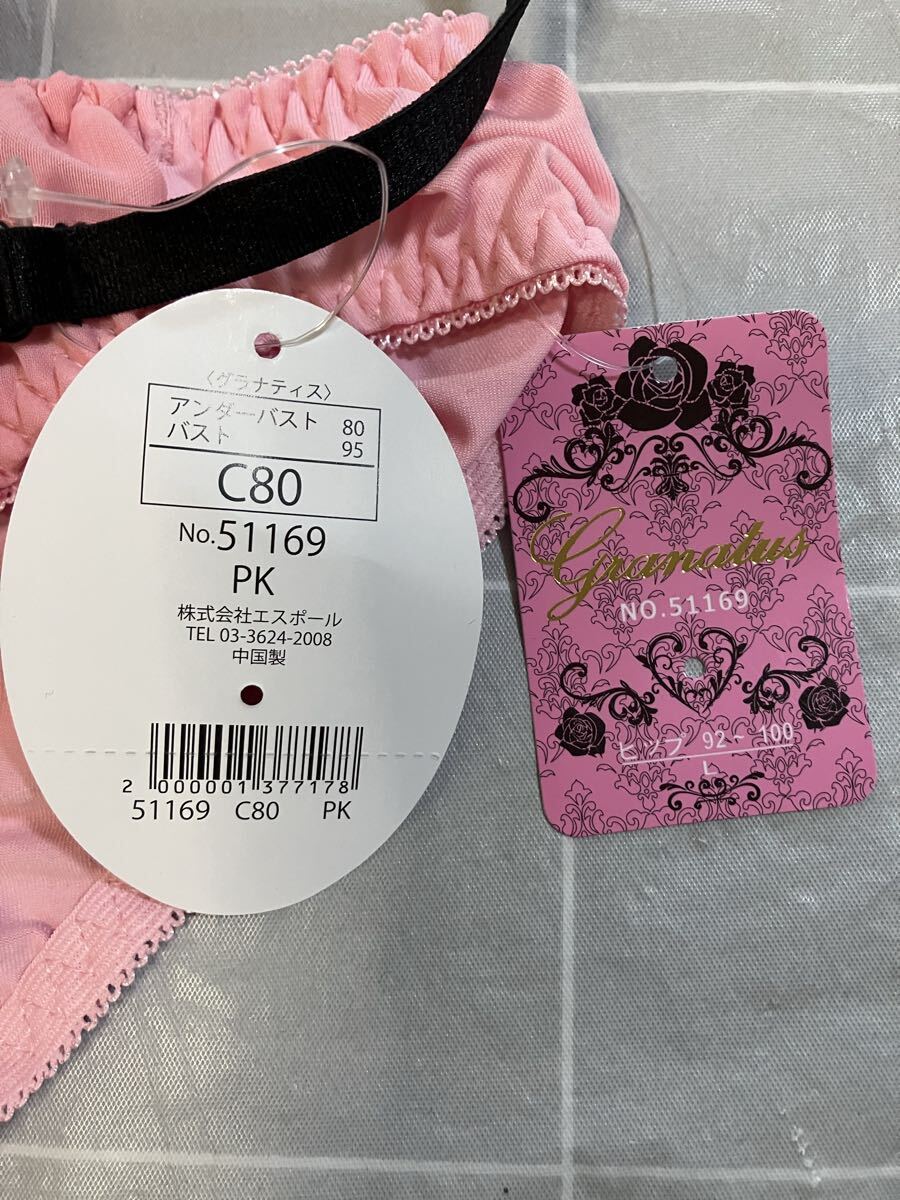 〈グラナティス〉
アンダーバスト 80
バスト 95
C80
No.51169
PK
株式会社エスポール
TEL 03-3624-2008
中国製
2 000001 377178
51169 C80 PK
Granatus
NO.51169
ヒップ 92～ 100
L